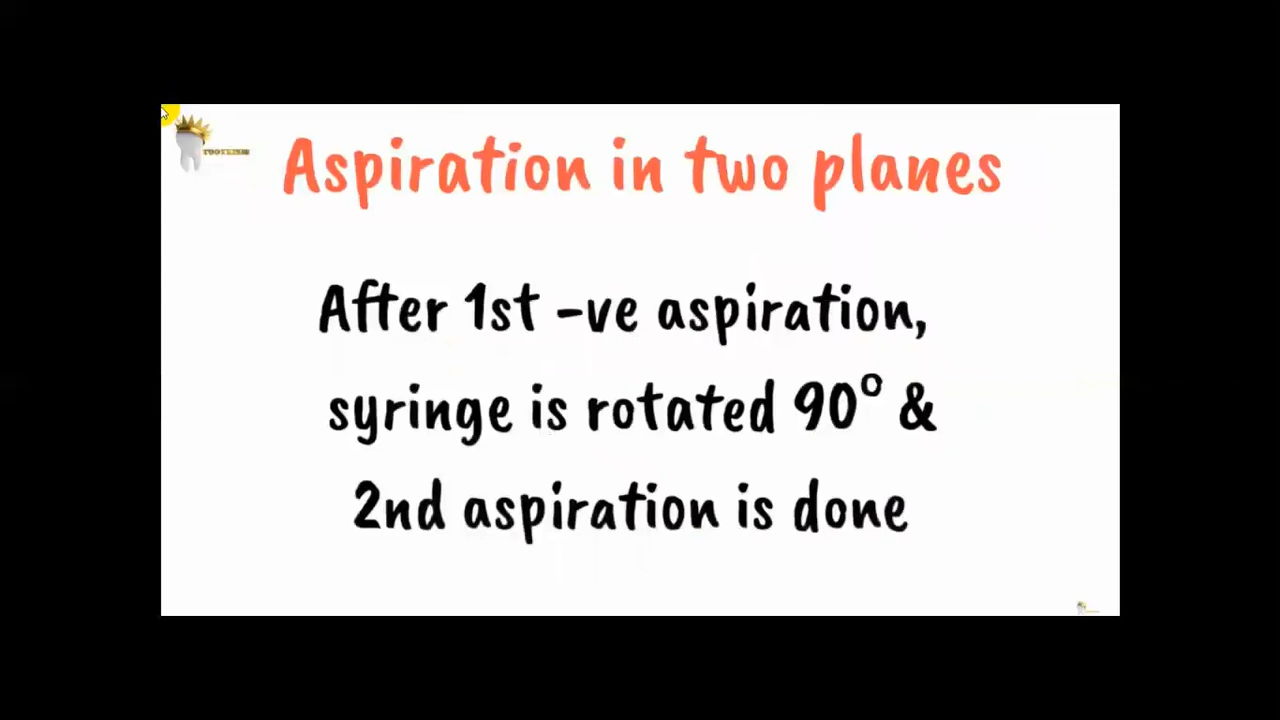 Aspiration in two planes
After 1st -ve aspiration,
syringe is rotated 90° &
2nd aspiration is done